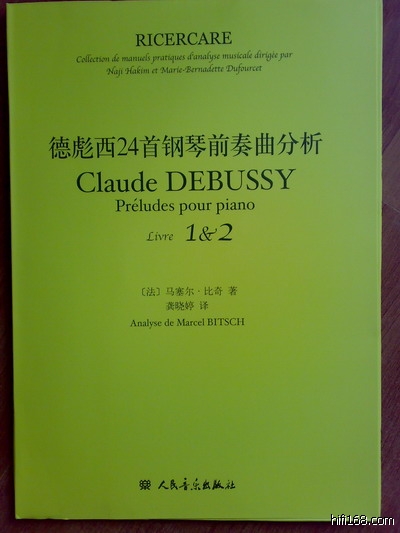 RICERCARE
Collection de manuels pratiques d'analyse musicale dirigée par
Naji Hakim et Marie-Bernadette Dufourcet
德彪西24首钢琴前奏曲分析
Claude DEBUSSY
Préludes pour piano
Livre 1&2
〔法〕马塞尔·比奇 著
龚晓婷 译
Analyse de Marcel BITSCH
人民音乐出版社
hifi168.com